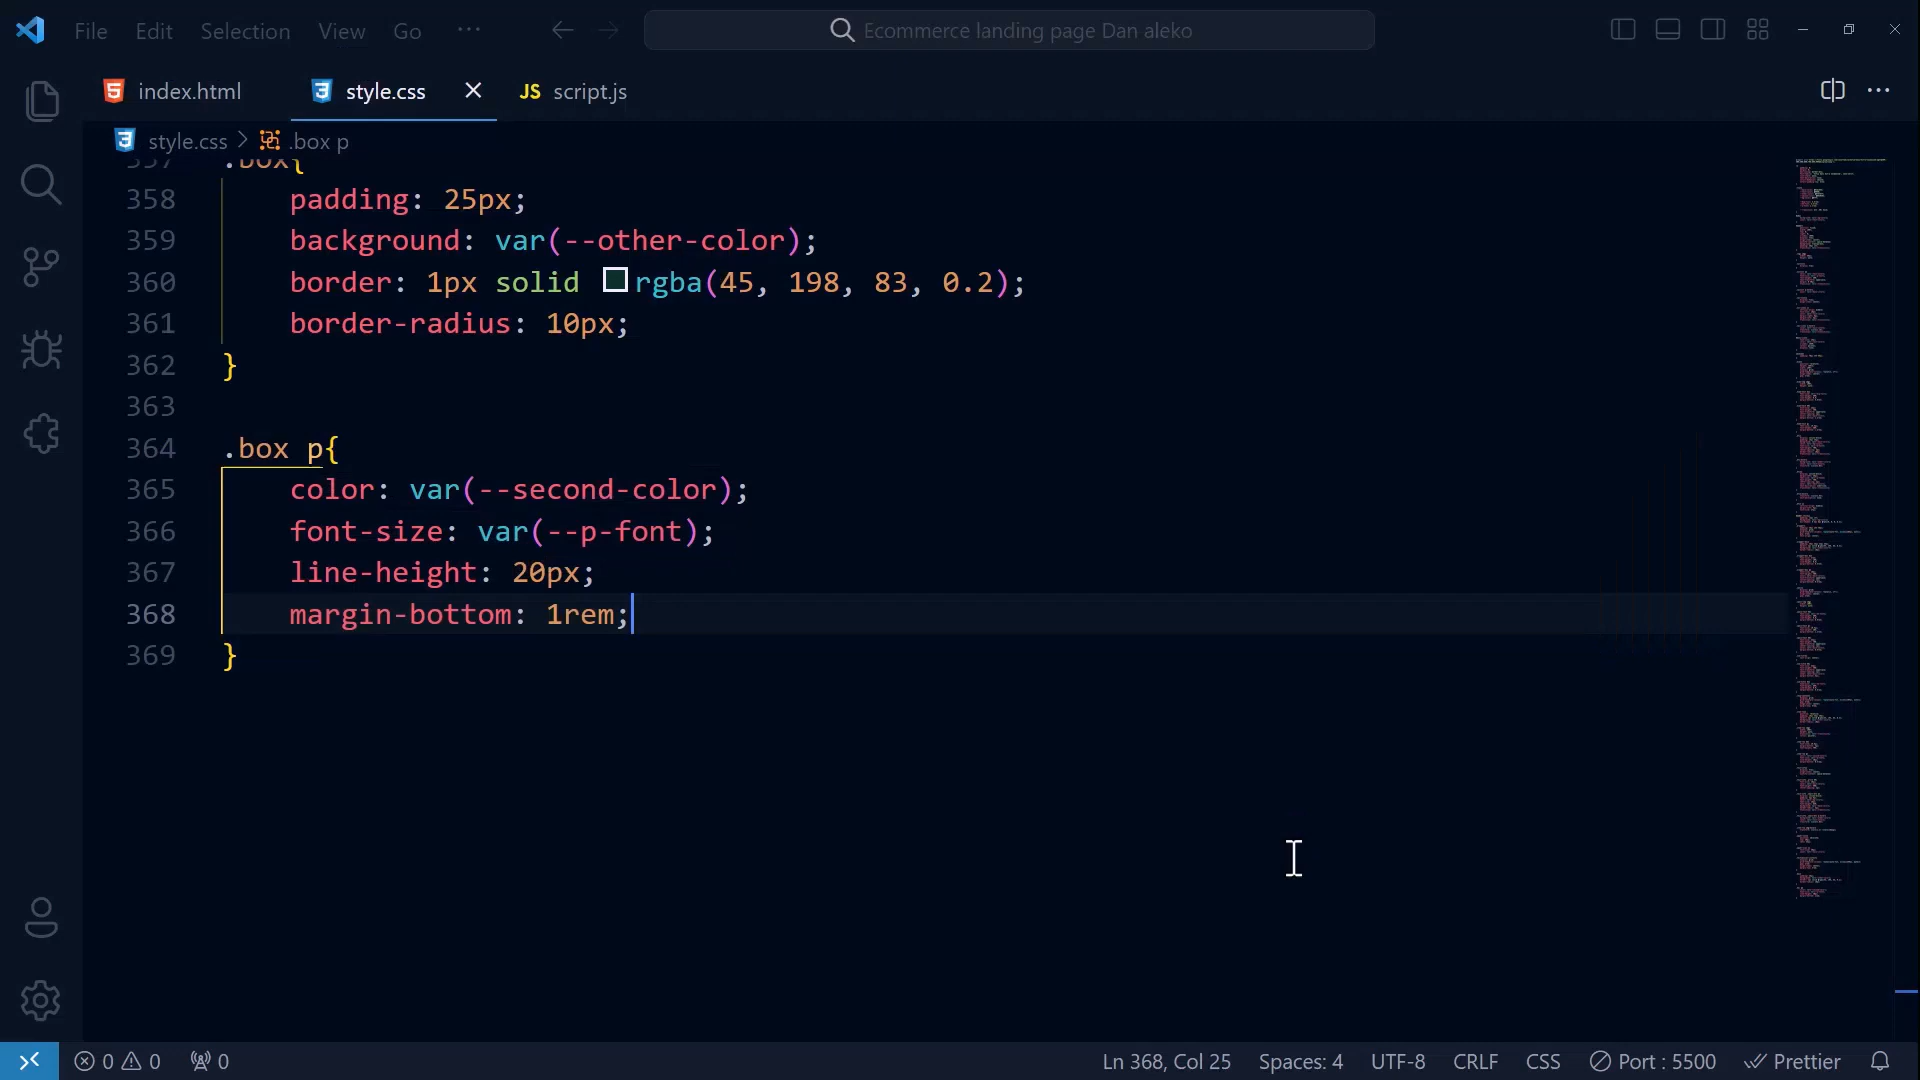 File Edit Selection View Go ··· Ecommerce landing page Dan aleko
index.html style.css JS script.js
style.css > .box p
357 .box{
358 padding: 25px;
359 background: var(--other-color);
360 border: 1px solid rgba(45, 198, 83, 0.2);
361 border-radius: 10px;
362 }
363
364 .box p{
365 color: var(--second-color);
366 font-size: var(--p-font);
367 line-height: 20px;
368 margin-bottom: 1rem;
369 }
0 0 0 Ln 368, Col 25 Spaces: 4 UTF-8 CRLF CSS Port : 5500 Prettier